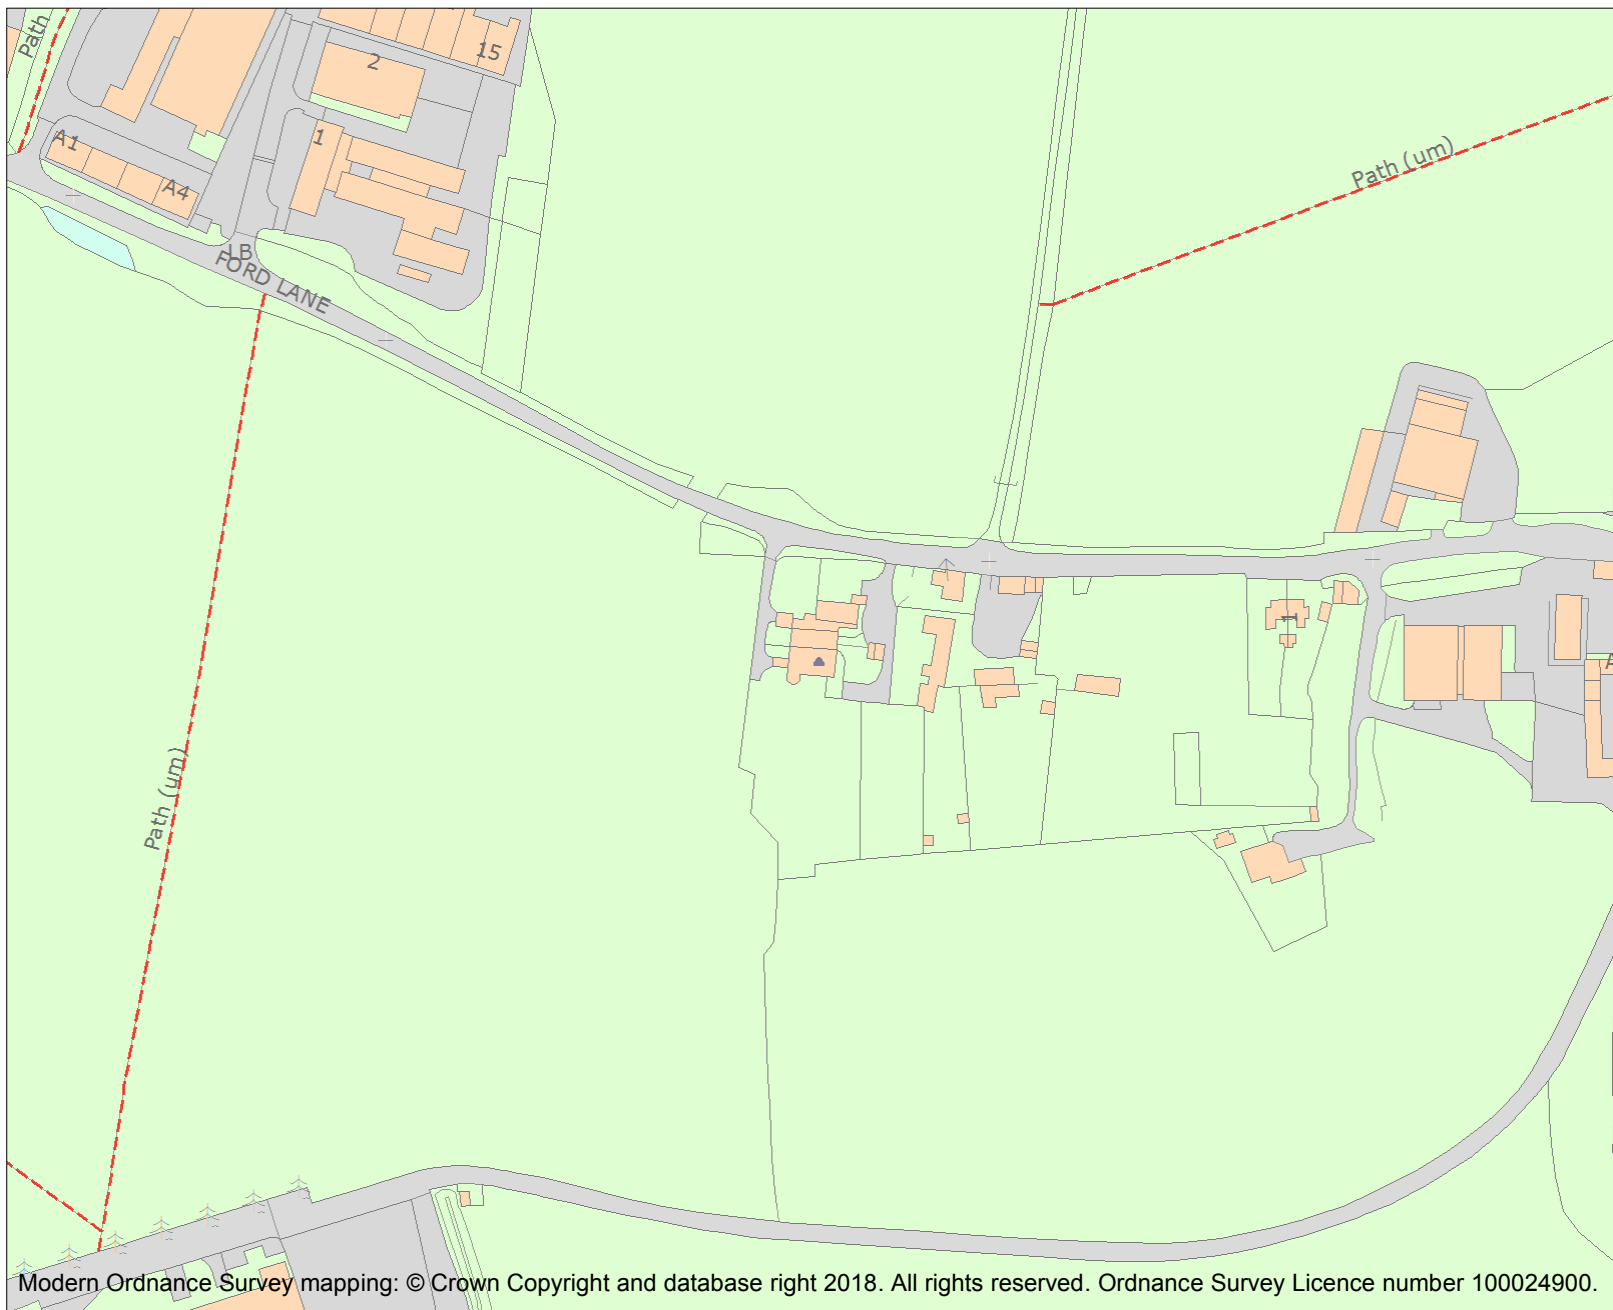 Path
15
2
1
A1
A4
LB
FORD LANE
Path (um)
1
Path (um)
Modern Ordnance Survey mapping: © Crown Copyright and database right 2018. All rights reserved. Ordnance Survey Licence number 100024900.